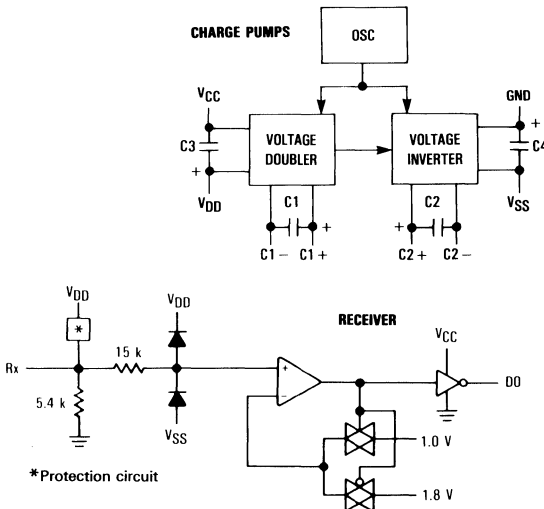 CHARGE PUMPS
OSC
VCC
GND
C3
+
VDD
VOLTAGE DOUBLER
VOLTAGE INVERTER
+
C4
VSS
C1
+
C1 − C1 +
C2
+
C2 + C2 −
VDD
*
VDD
RECEIVER
VCC
Rx
15 k
5.4 k
VSS
+
−
DO
1.0 V
1.8 V
*Protection circuit